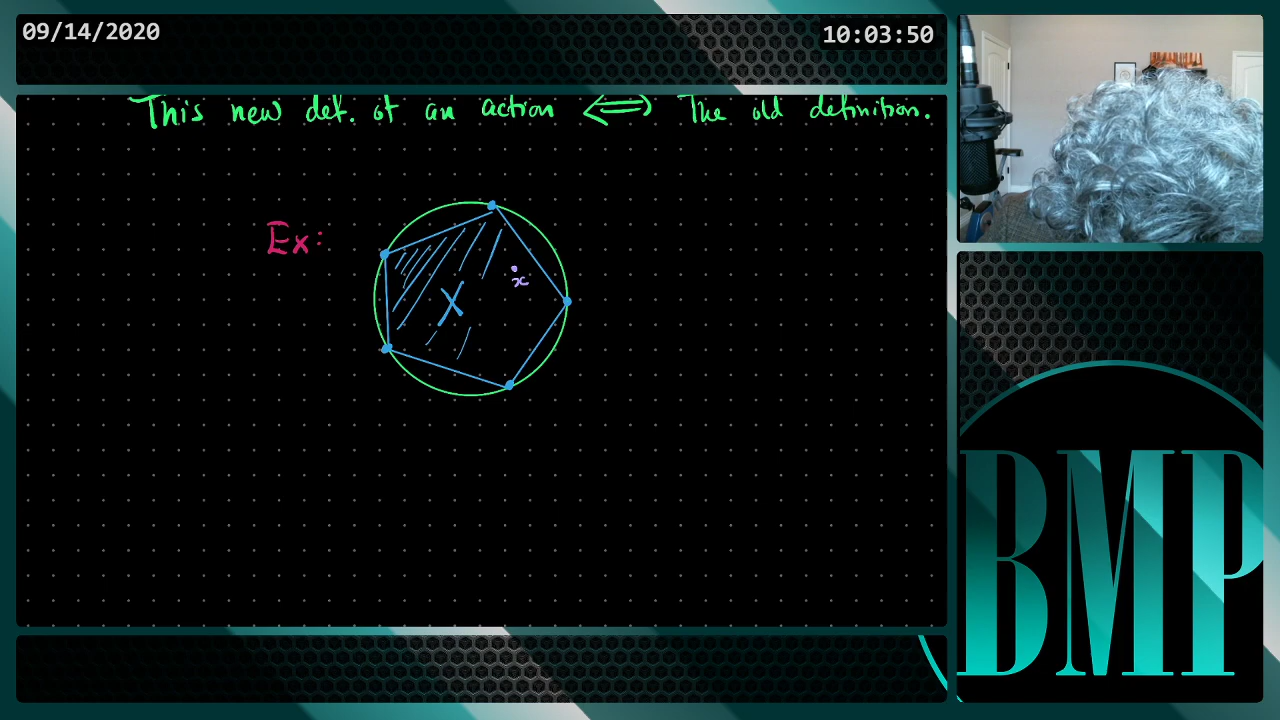 09/14/2020
10:03:50
This new def. of an action ⟺ The old definition.
Ex:
x
X
BMP